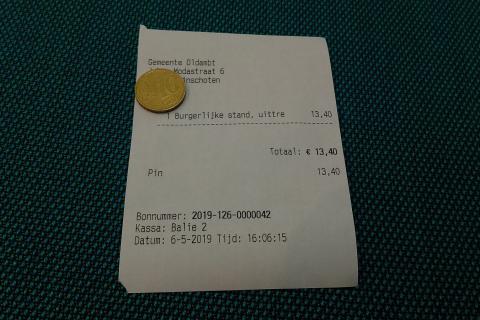 Gemeente Oldambt
Modastraat 6
inschoten
1 Burgerlijke stand, uittre 13,40
Totaal: € 13,40
Pin 13,40
Bonnummer: 2019-126-0000042
Kassa: Balie 2
Datum: 6-5-2019 Tijd: 16:06:15